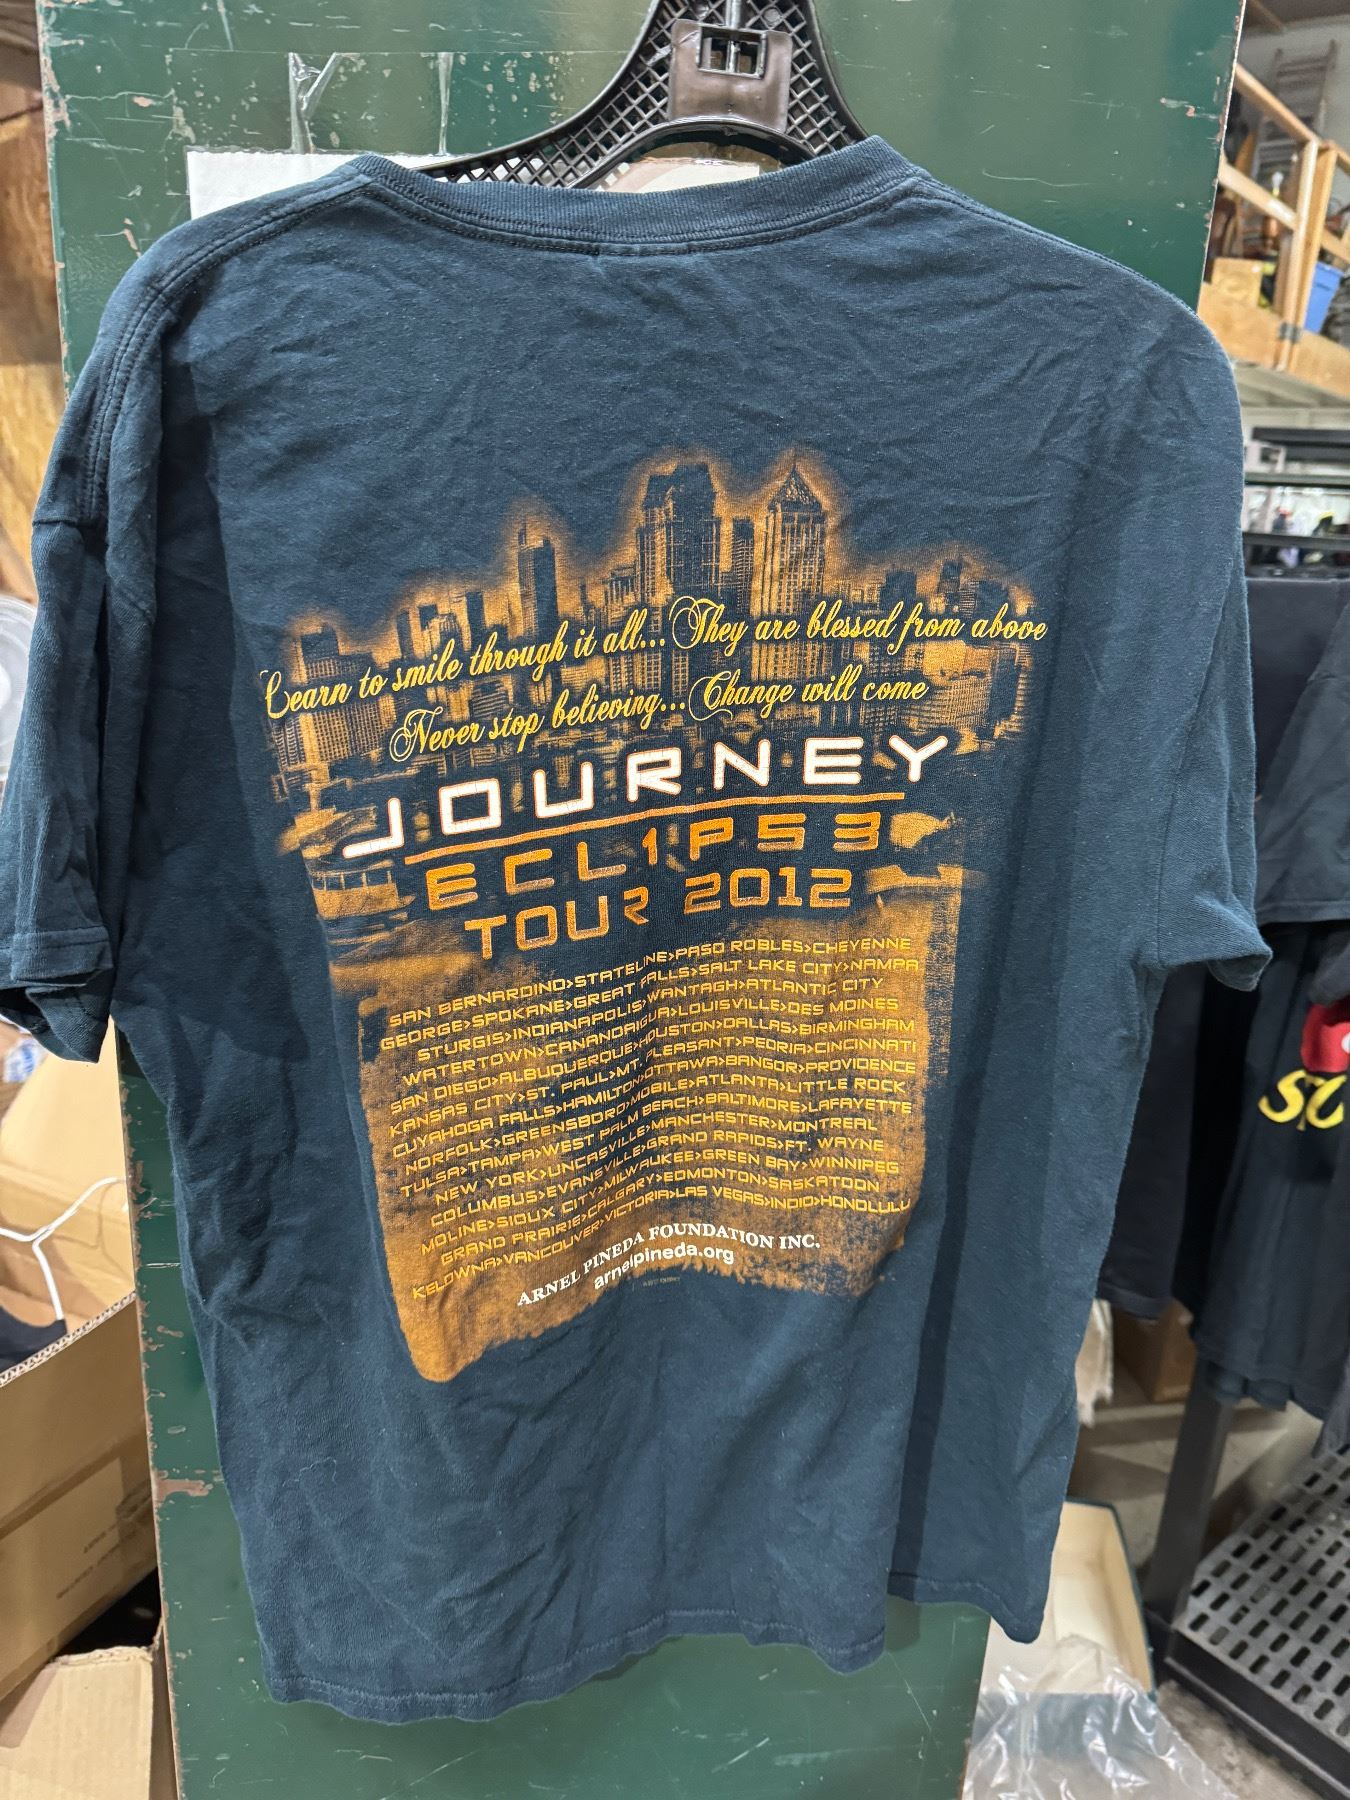 Learn to smile through it all...They are blessed from above
Never stop believing...Change will come
JOURNEY
ECL1PS3
TOUR 2012
SAN BERNARDINO>STATELINE>PASO ROBLES>CHEYENNE
GEORGE>SPOKANE>GREAT FALLS>SALT LAKE CITY>NAMPA
STURGIS>INDIANAPOLIS>WANTAGH>ATLANTIC CITY
WATERTOWN>CANANDAIGUA>LOUISVILLE>DES MOINES
SAN DIEGO>ALBUQUERQUE>HOUSTON>DALLAS>BIRMINGHAM
KANSAS CITY>ST. PAUL>MT. PLEASANT>PEORIA>CINCINNATI
CUYAHOGA FALLS>HAMILTON>OTTAWA>BANGOR>PROVIDENCE
NORFOLK>GREENSBORO>MOBILE>ATLANTA>LITTLE ROCK
TULSA>TAMPA>WEST PALM BEACH>BALTIMORE>LAFAYETTE
NEW YORK>UNCASVILLE>MANCHESTER>MONTREAL
COLUMBUS>EVANSVILLE>GRAND RAPIDS>FT. WAYNE
MOLINE>SIOUX CITY>MILWAUKEE>GREEN BAY>WINNIPEG
GRAND PRAIRIE>CALGARY>EDMONTON>SASKATOON
KELOWNA>VANCOUVER>VICTORIA>LAS VEGAS>INDIO>HONOLULU
ARNEL PINEDA FOUNDATION INC.
arnelpineda.org